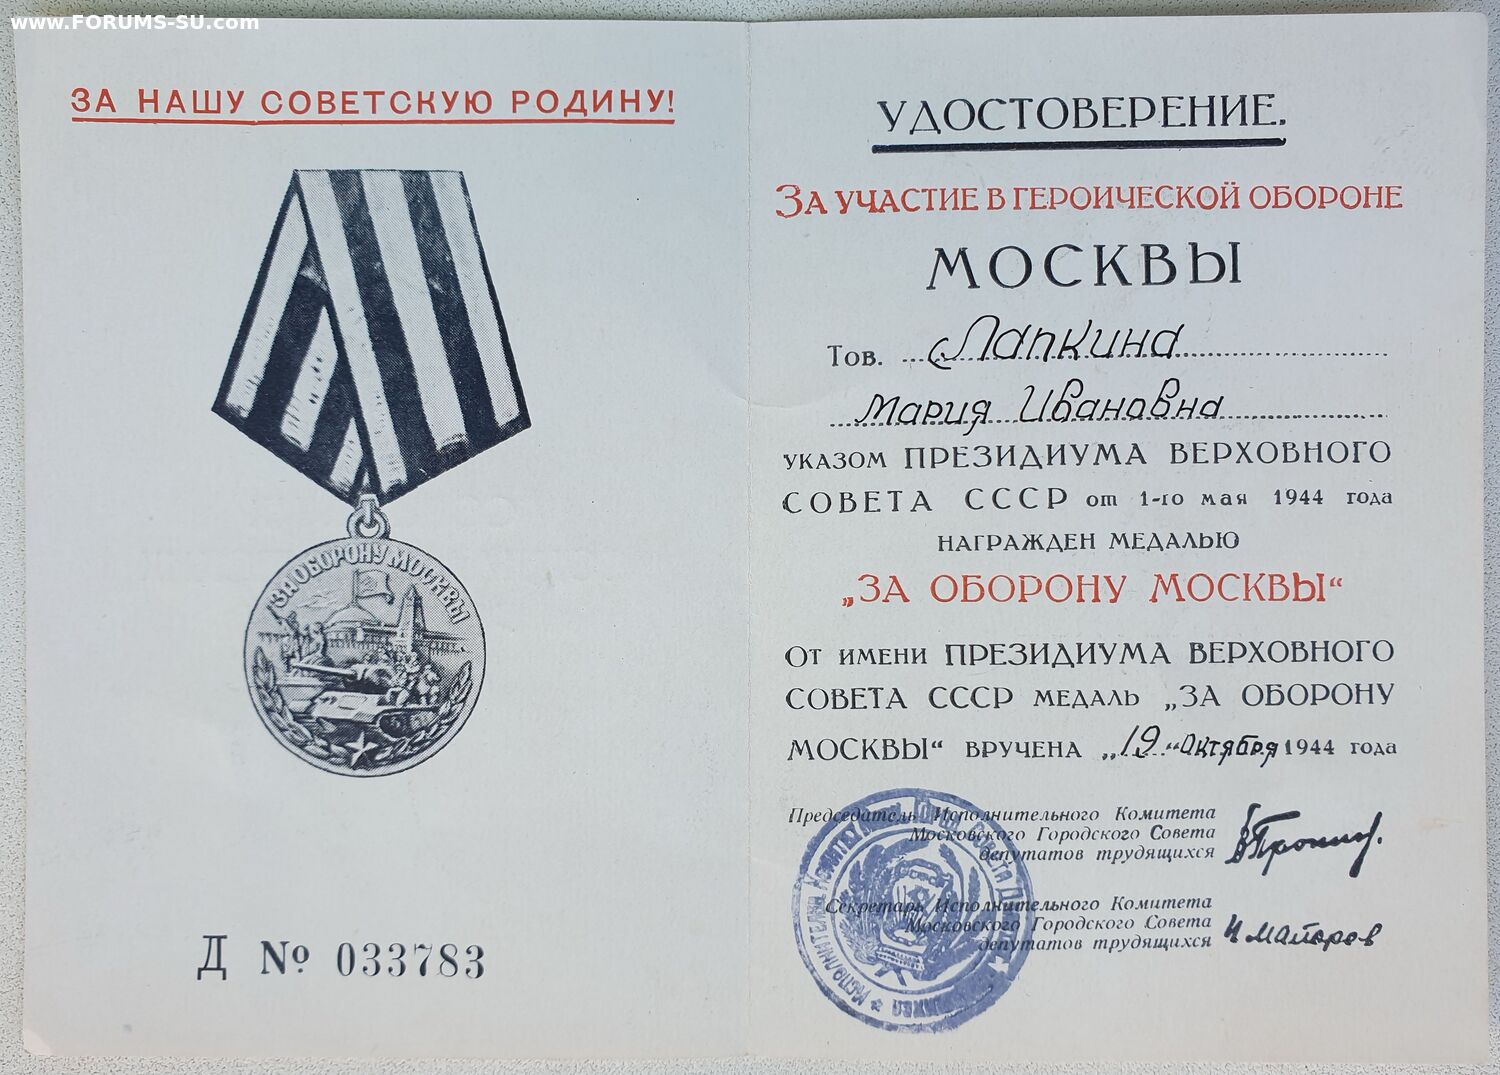 www.FORUMS-SU.com
ЗА НАШУ СОВЕТСКУЮ РОДИНУ!
ЗА ОБОРОНУ МОСКВЫ
Д № 033783
УДОСТОВЕРЕНИЕ.
ЗА УЧАСТИЕ В ГЕРОИЧЕСКОЙ ОБОРОНЕ
МОСКВЫ
Тов. Лапкина
Мария Ивановна
УКАЗОМ ПРЕЗИДИУМА ВЕРХОВНОГО
СОВЕТА СССР от 1-го мая 1944 года
НАГРАЖДЕН МЕДАЛЬЮ
„ЗА ОБОРОНУ МОСКВЫ“
От имени ПРЕЗИДИУМА ВЕРХОВНОГО
СОВЕТА СССР МЕДАЛЬ „ЗА ОБОРОНУ
МОСКВЫ“ ВРУЧЕНА „19“ Октября 1944 года
Председатель Исполнительного Комитета
Московского Городского Совета
депутатов трудящихся
Секретарь Исполнительного Комитета
Московского Городского Совета
депутатов трудящихся